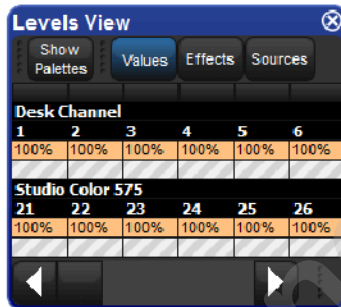 Levels View
Show Palettes Values Effects Sources
Desk Channel
1 2 3 4 5 6
100% 100% 100% 100% 100% 100%
Studio Color 575
21 22 23 24 25 26
100% 100% 100% 100% 100% 100%